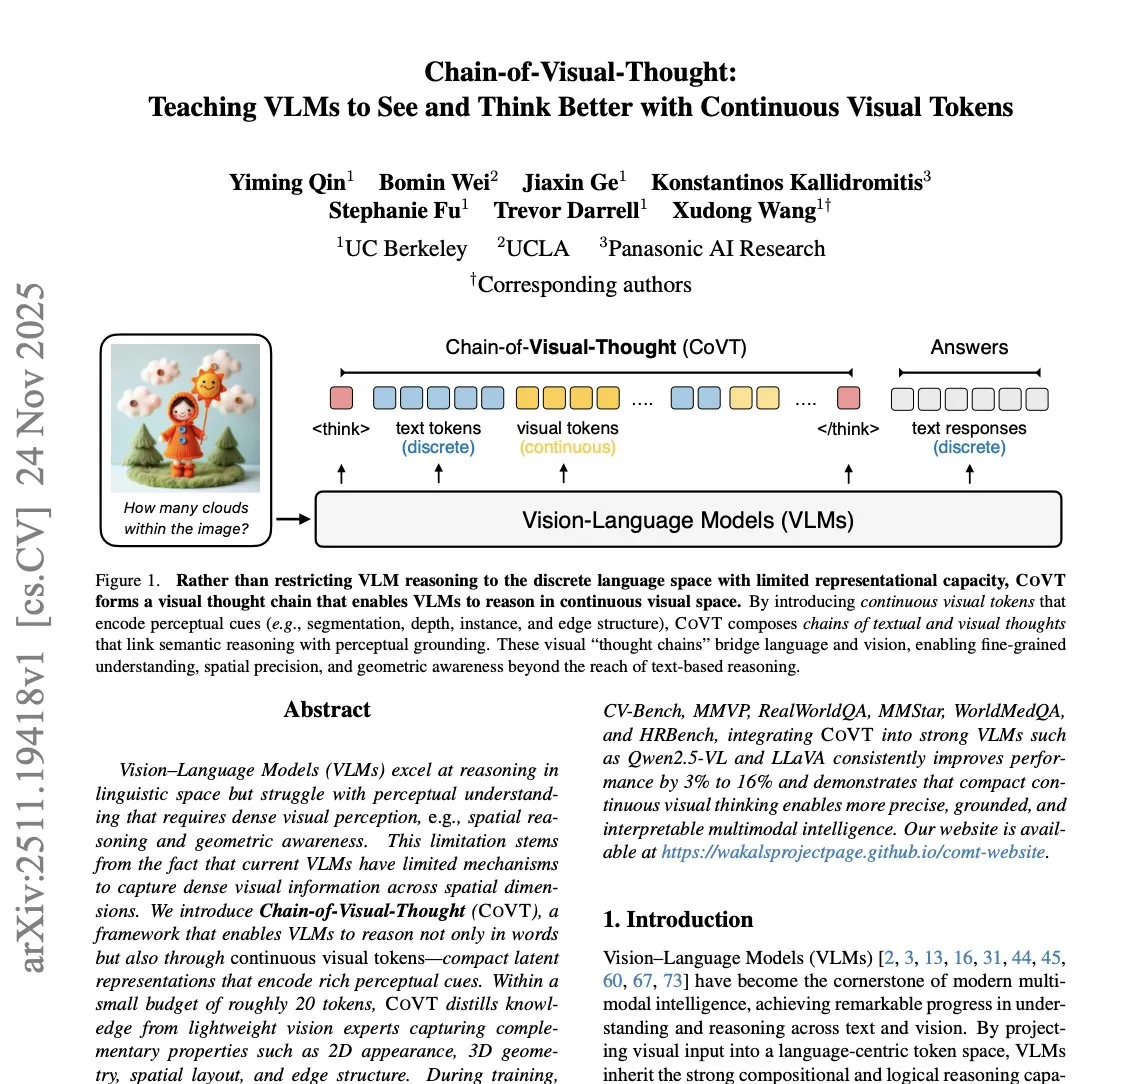 Chain-of-Visual-Thought:
Teaching VLMs to See and Think Better with Continuous Visual Tokens
Yiming Qin1 Bomin Wei2 Jiaxin Ge1 Konstantinos Kallidromitis3
Stephanie Fu1 Trevor Darrell1 Xudong Wang1†
1UC Berkeley 2UCLA 3Panasonic AI Research
†Corresponding authors
arXiv:2511.19418v1 [cs.CV] 24 Nov 2025
How many clouds
within the image?
Chain-of-Visual-Thought (CoVT)
Answers
....
....
<think>
text tokens
(discrete)
visual tokens
(continuous)
</think>
text responses
(discrete)
Vision-Language Models (VLMs)
Figure 1. Rather than restricting VLM reasoning to the discrete language space with limited representational capacity, COVT
forms a visual thought chain that enables VLMs to reason in continuous visual space. By introducing continuous visual tokens that
encode perceptual cues (e.g., segmentation, depth, instance, and edge structure), COVT composes chains of textual and visual thoughts
that link semantic reasoning with perceptual grounding. These visual “thought chains” bridge language and vision, enabling fine-grained
understanding, spatial precision, and geometric awareness beyond the reach of text-based reasoning.
Abstract
Vision–Language Models (VLMs) excel at reasoning in
linguistic space but struggle with perceptual understand-
ing that requires dense visual perception, e.g., spatial rea-
soning and geometric awareness. This limitation stems
from the fact that current VLMs have limited mechanisms
to capture dense visual information across spatial dimen-
sions. We introduce Chain-of-Visual-Thought (COVT), a
framework that enables VLMs to reason not only in words
but also through continuous visual tokens—compact latent
representations that encode rich perceptual cues. Within a
small budget of roughly 20 tokens, COVT distills knowl-
edge from lightweight vision experts capturing comple-
mentary properties such as 2D appearance, 3D geome-
try, spatial layout, and edge structure. During training,
CV-Bench, MMVP, RealWorldQA, MMStar, WorldMedQA,
and HRBench, integrating COVT into strong VLMs such
as Qwen2.5-VL and LLaVA consistently improves perfor-
mance by 3% to 16% and demonstrates that compact con-
tinuous visual thinking enables more precise, grounded, and
interpretable multimodal intelligence. Our website is avail-
able at https://wakalsprojectpage.github.io/comt-website.
1. Introduction
Vision–Language Models (VLMs) [2, 3, 13, 16, 31, 44, 45,
60, 67, 73] have become the cornerstone of modern multi-
modal intelligence, achieving remarkable progress in under-
standing and reasoning across text and vision. By project-
ing visual input into a language-centric token space, VLMs
inherit the strong compositional and logical reasoning capa-